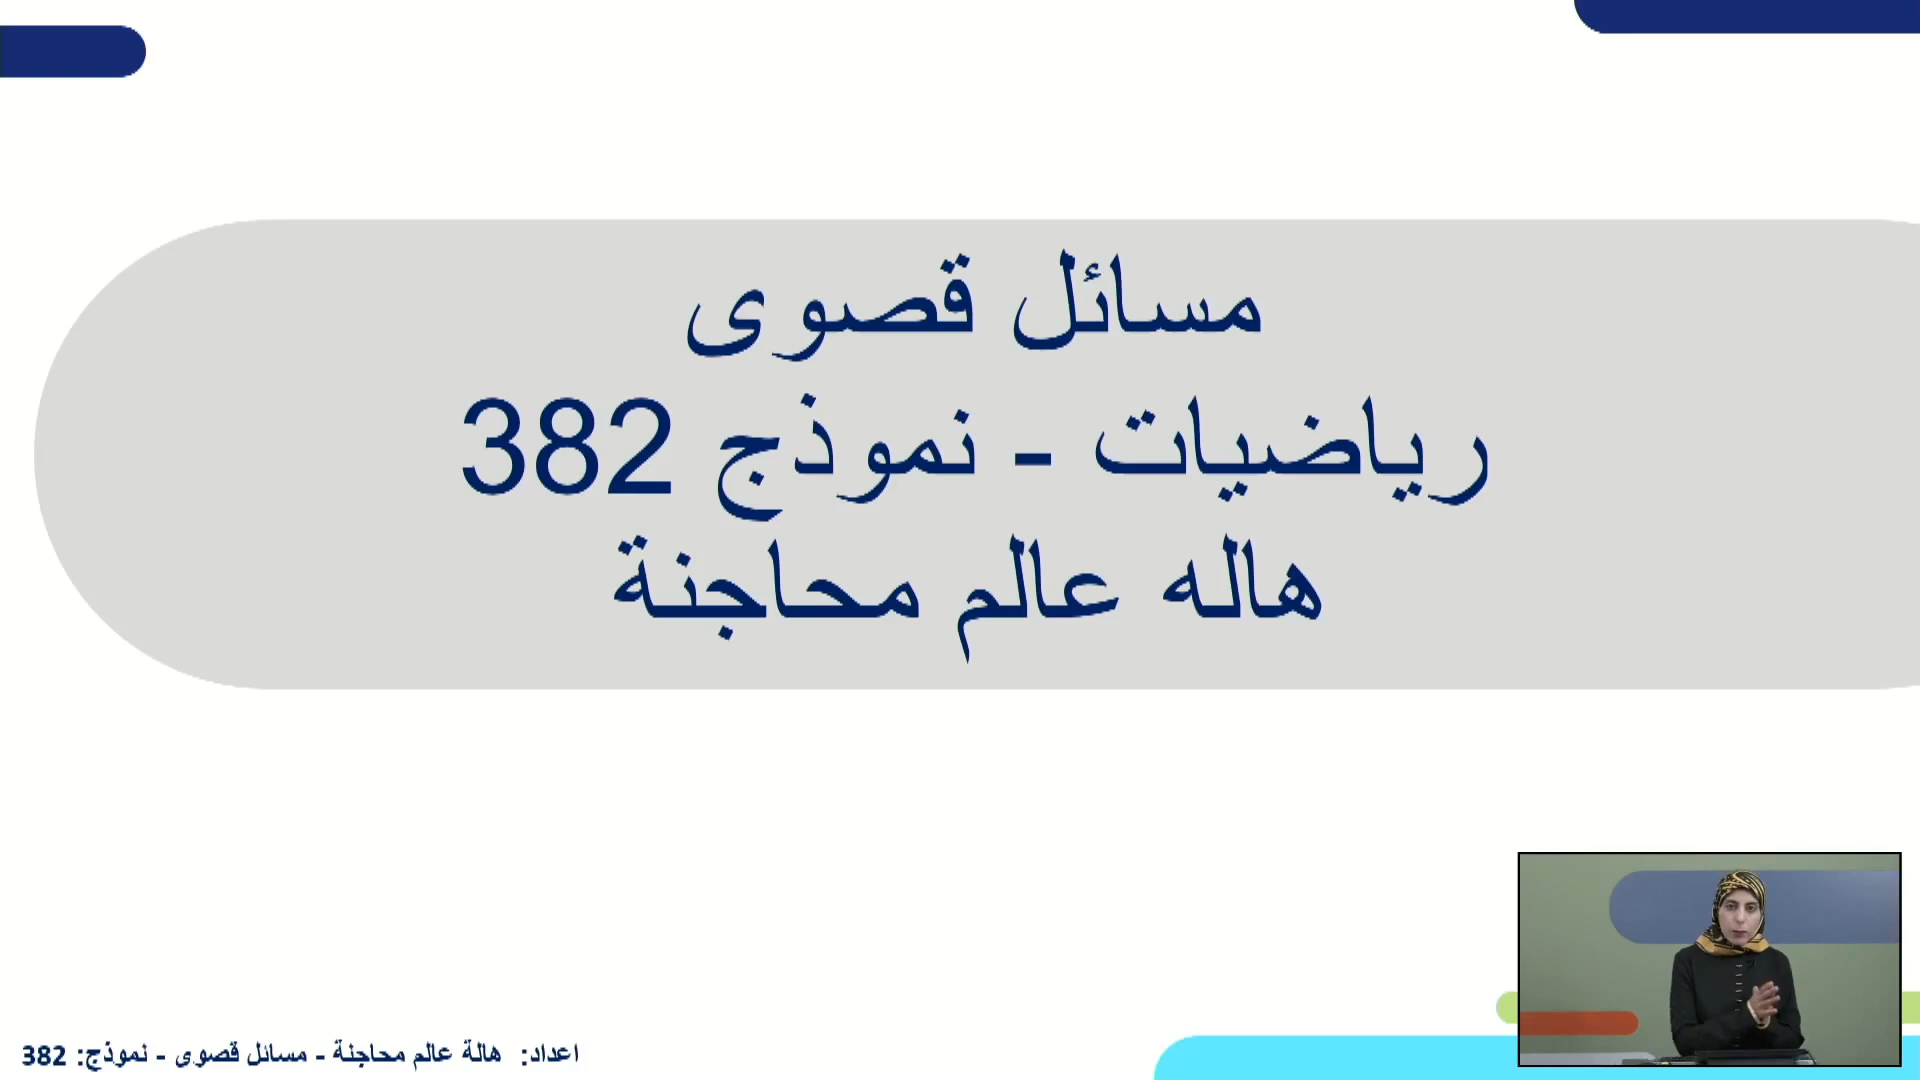 مسائل قصوى
رياضيات - نموذج 382
هاله عالم محاجنة
اعداد: هالة عالم محاجنة - مسائل قصوى - نموذج: 382